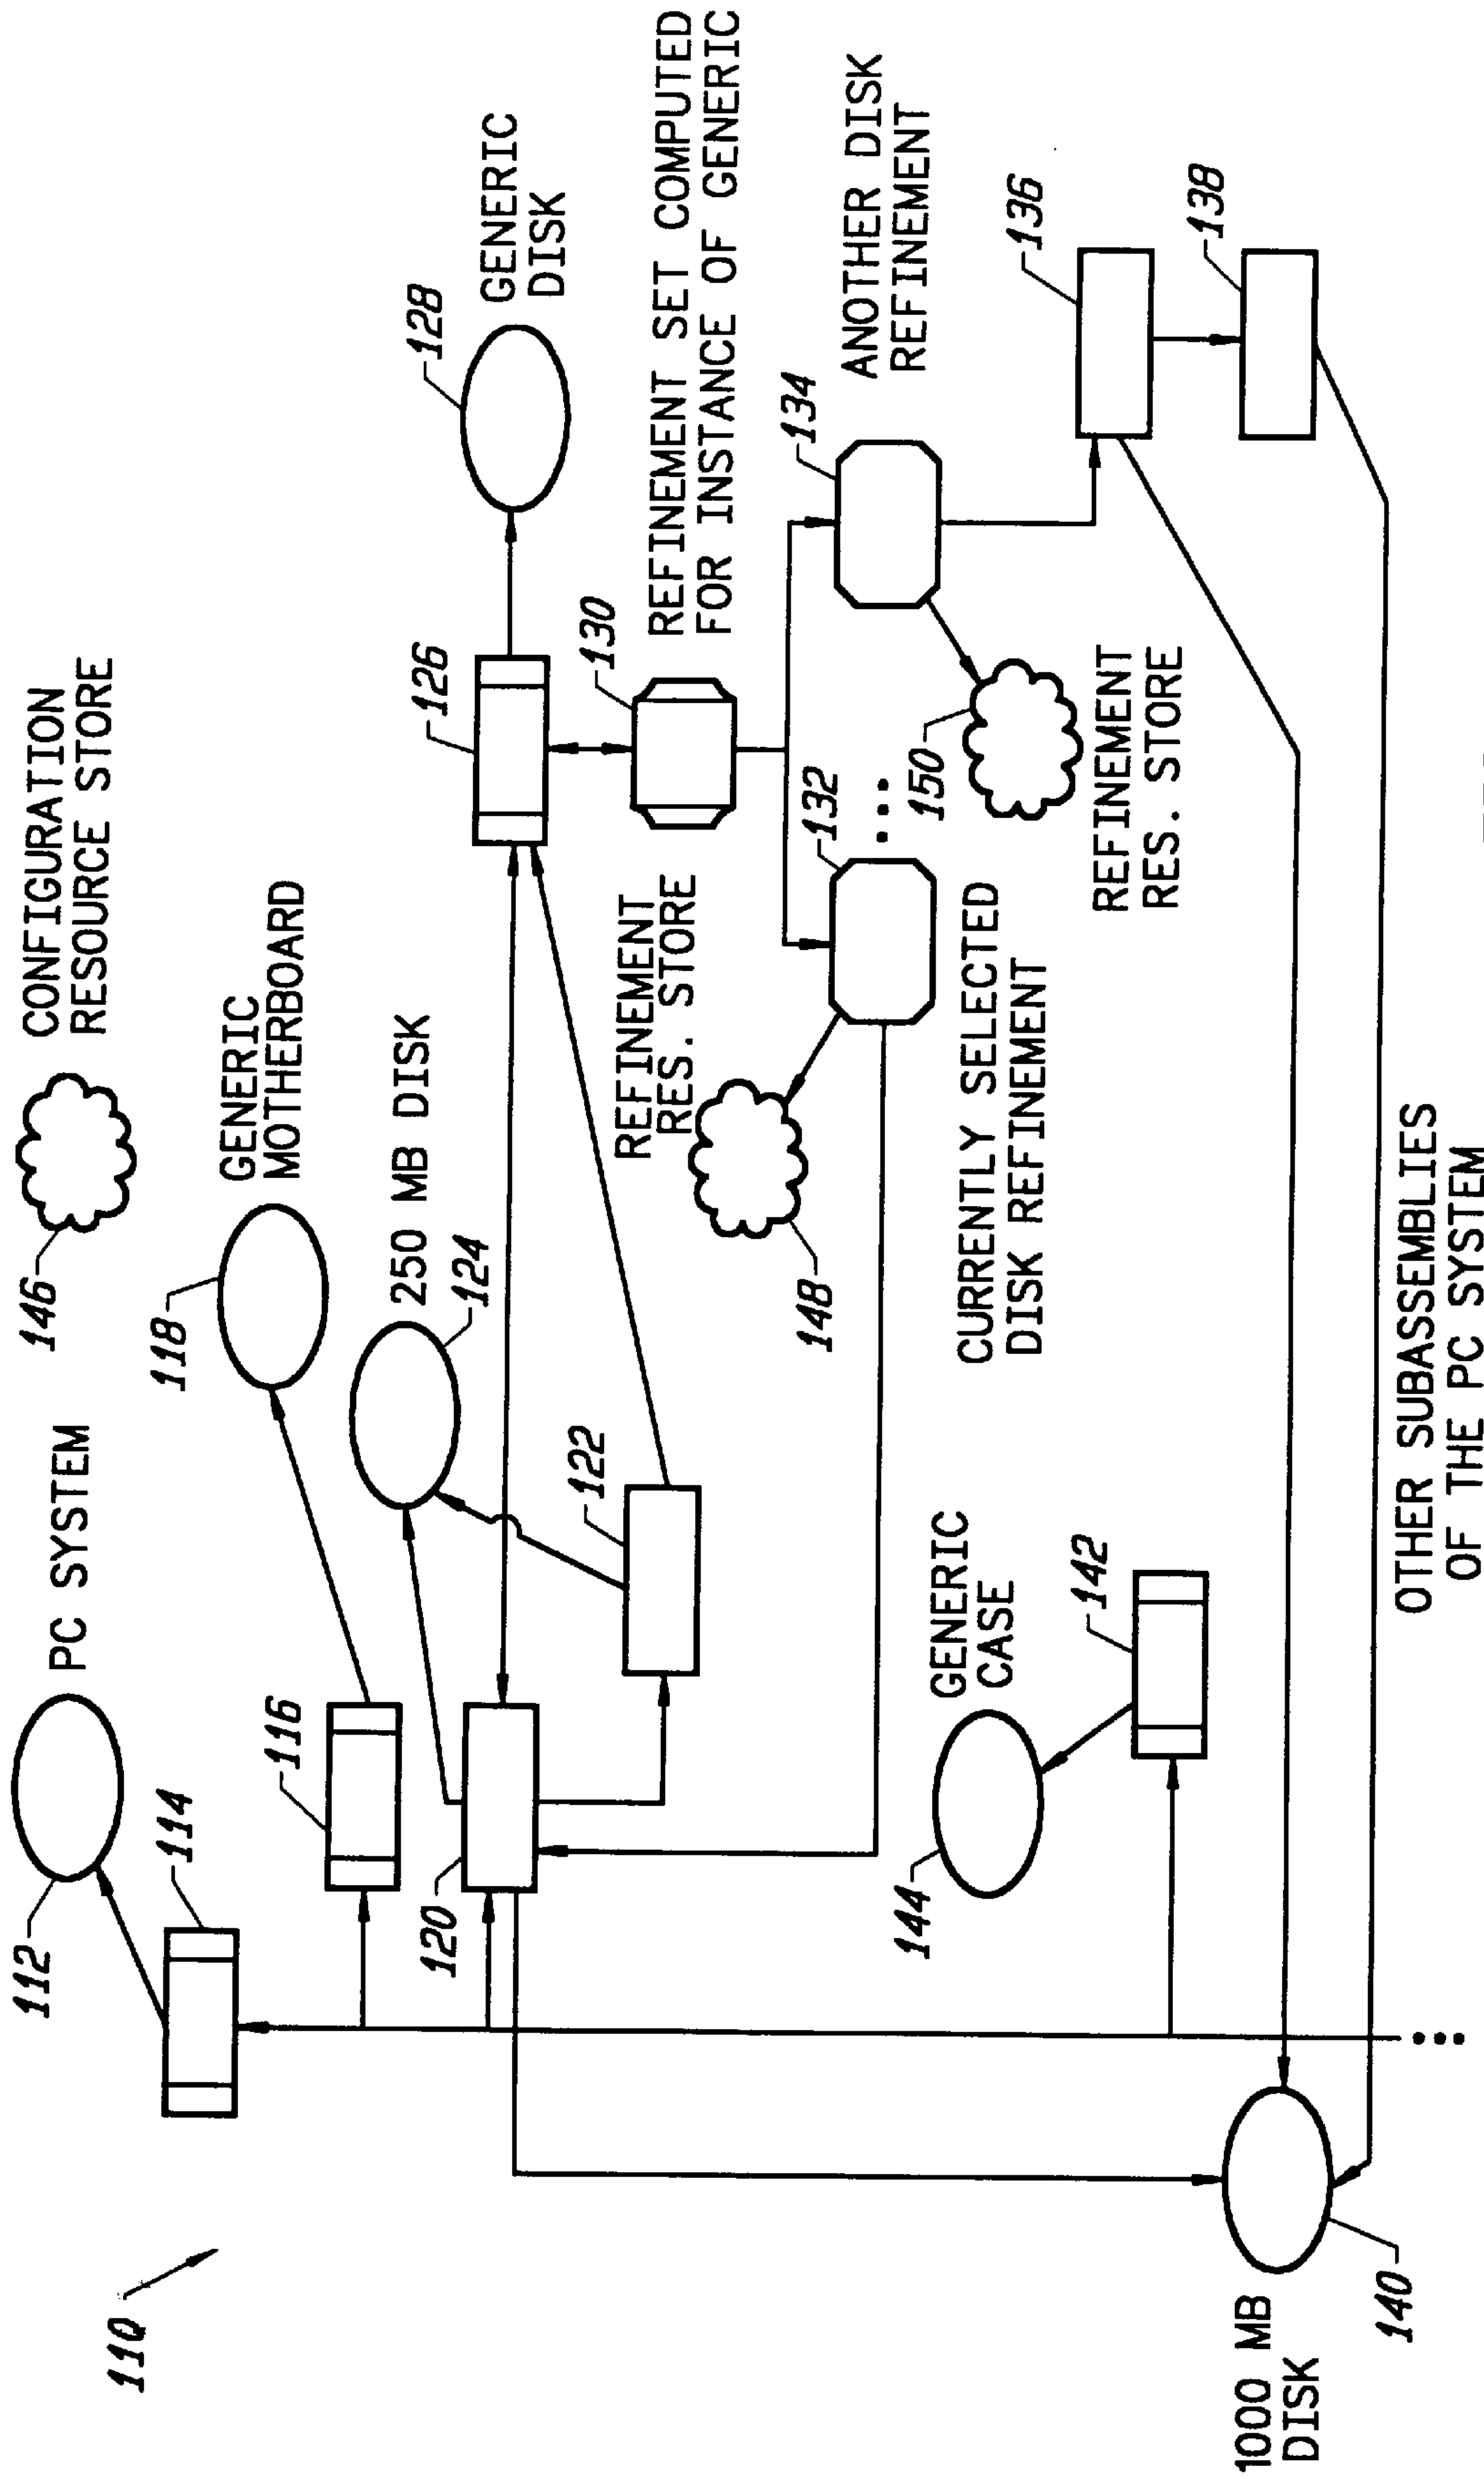 112
PC SYSTEM
146
CONFIGURATION
RESOURCE STORE
110
114
118
GENERIC
MOTHERBOARD
116
250 MB DISK
120
124
126
128
GENERIC
DISK
122
130
REFINEMENT
RES. STORE
REFINEMENT SET COMPUTED
FOR INSTANCE OF GENERIC
148
132
134
ANOTHER DISK
REFINEMENT
144
GENERIC
CASE
CURRENTLY SELECTED
DISK REFINEMENT
150
136
142
REFINEMENT
RES. STORE
138
1000 MB
DISK
140
OTHER SUBASSEMBLIES
OF THE PC SYSTEM